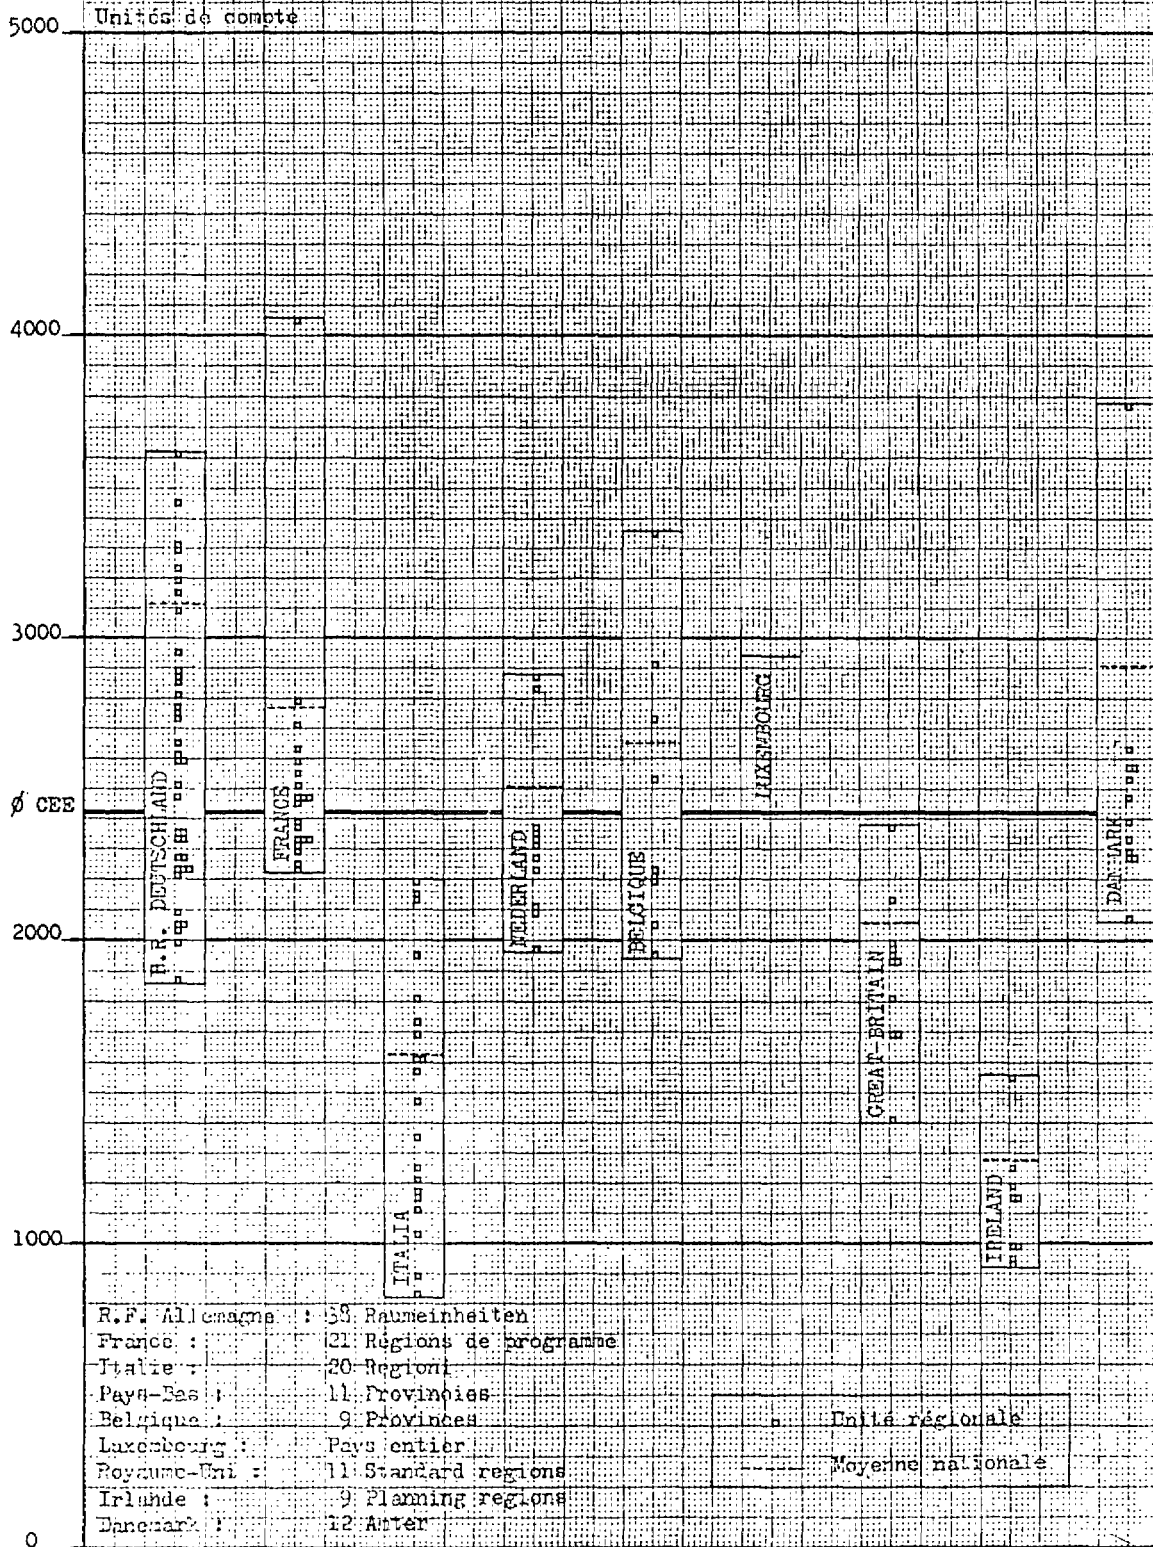 Unités de compte
5000
4000
3000
ø CEE
2000
1000
0
B.R. DEUTSCHLAND
FRANCE
ITALIA
NEDERLAND
BELGIQUE
LUXEMBOURG
GREAT-BRITAIN
IRELAND
DANMARK
R.F. Allemagne : 38 Raumeinheiten
France : 21 Régions de programme
Italie : 20 Regioni
Pays-Bas : 11 Provincies
Belgique : 9 Provinces
Luxembourg : Pays entier
Royaume-Uni : 11 Standard regions
Irlande : 9 Planning regions
Danemark : 12 Amter
Unité régionale
Moyenne nationale